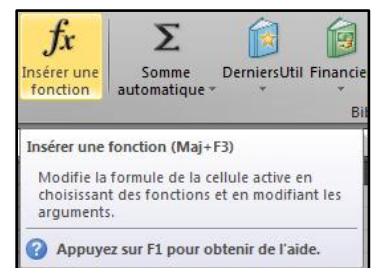 fx Σ
Insérer une fonction
Somme automatique
DerniersUtil
Financie
Bib
Insérer une fonction (Maj+F3)
Modifie la formule de la cellule active en
choisissant des fonctions et en modifiant les
arguments.
Appuyez sur F1 pour obtenir de l'aide.